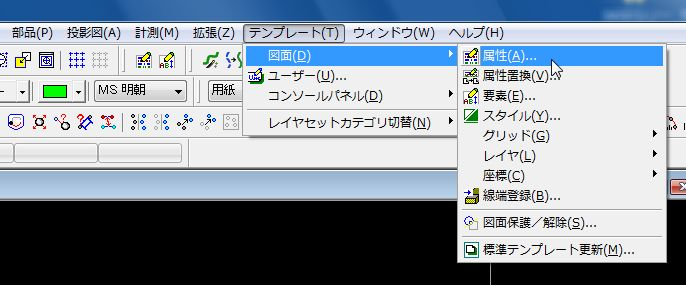 部品(P) 投影図(A) 計測(M) 拡張(Z) テンプレート(T) ウィンドウ(W) ヘルプ(H)
図面(D)
ユーザー(U)...
コンソールパネル(D)
レイヤセットカテゴリ切替(N)
属性(A)...
属性置換(V)...
要素(E)...
スタイル(Y)...
グリッド(G)
レイヤ(L)
座標(C)
線端登録(B)...
図面保護/解除(S)...
標準テンプレート更新(M)...
MS 明朝
用紙